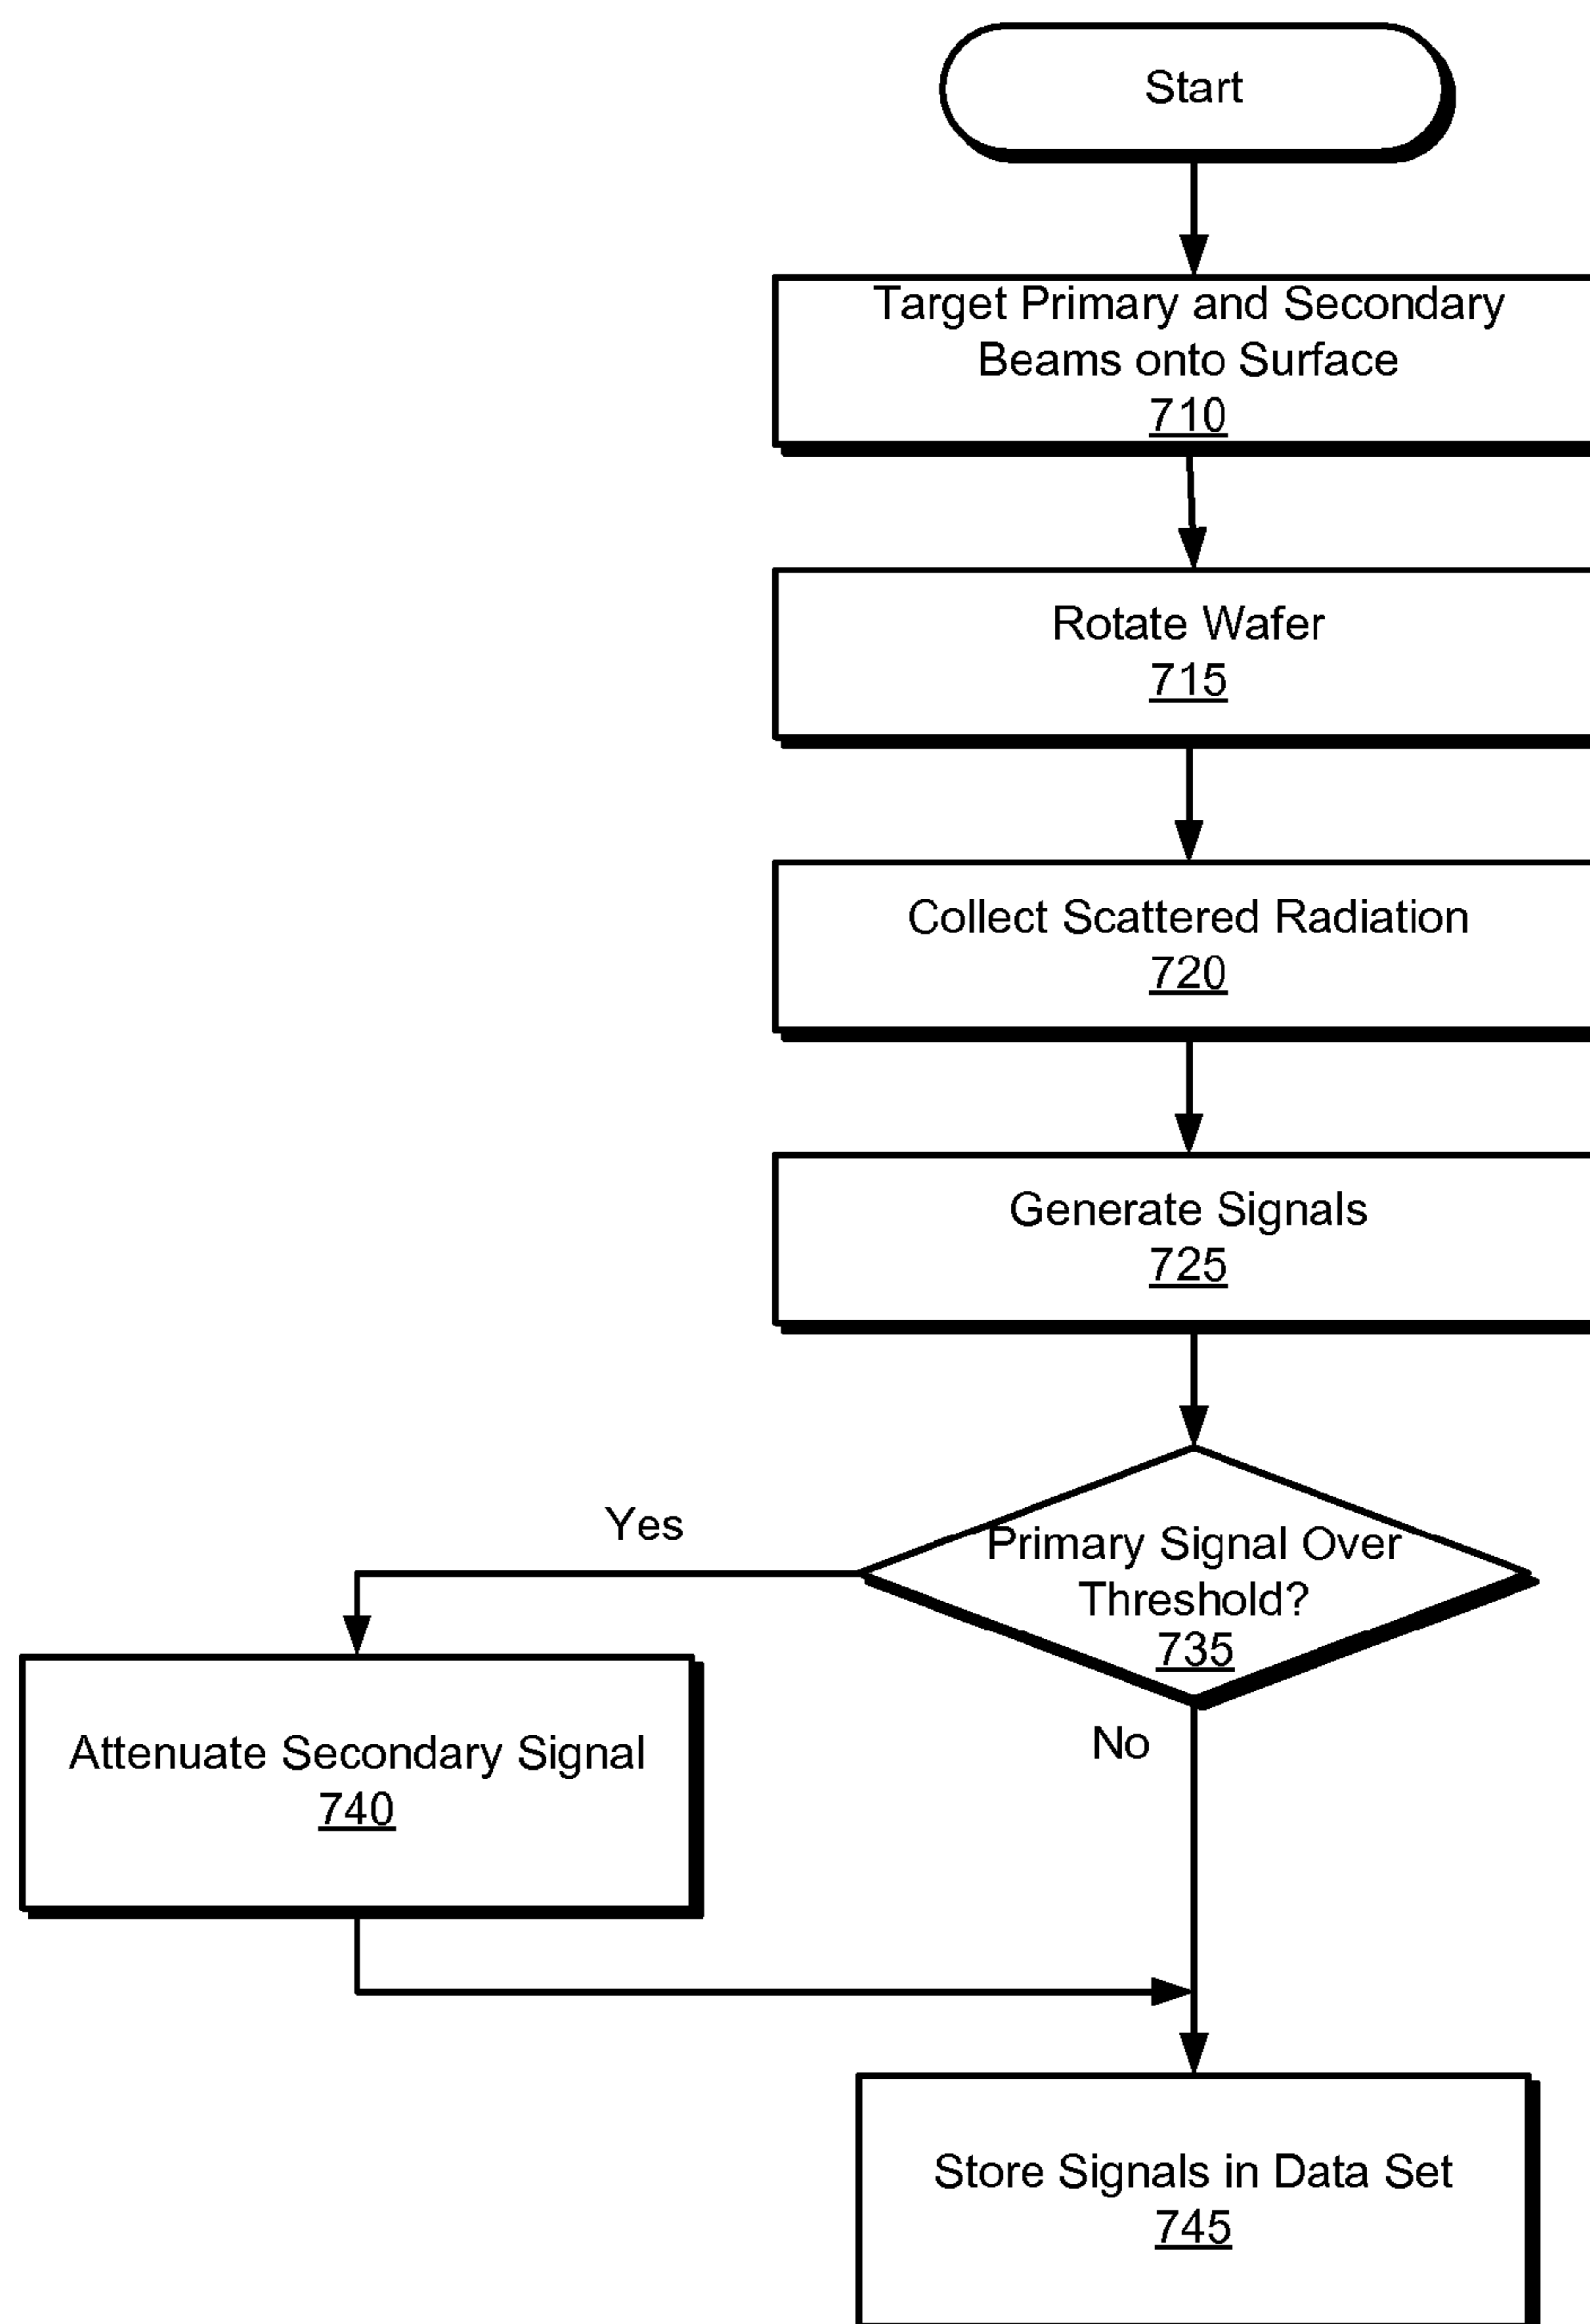 Start
Target Primary and Secondary
Beams onto Surface
710
Rotate Wafer
715
Collect Scattered Radiation
720
Generate Signals
725
Yes
Primary Signal Over
Threshold?
735
No
Attenuate Secondary Signal
740
Store Signals in Data Set
745